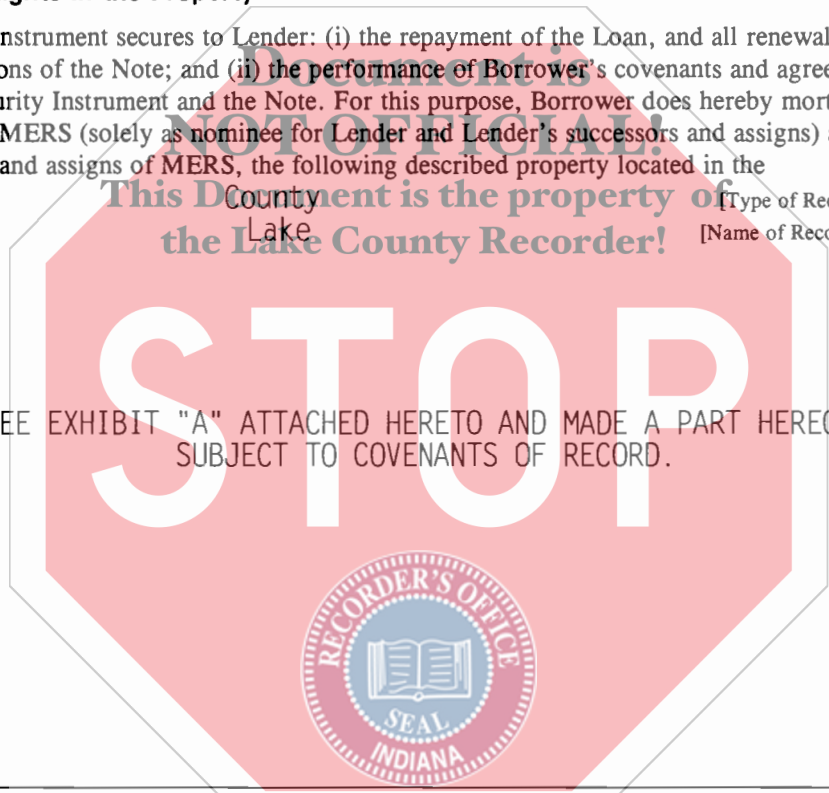 in the Property
nstrument secures to Lender: (i) the repayment of the Loan, and all renewal
ons of the Note; and (ii) the performance of Borrower's covenants and agree
urity Instrument and the Note. For this purpose, Borrower does hereby mort
MERS (solely as nominee for Lender and Lender's successors and assigns)
and assigns of MERS, the following described property located in the
County [Type of Rec
Lake [Name of Reco
Document is
NOT OFFICIAL!
This Document is the property of
the Lake County Recorder!
STOP
EE EXHIBIT "A" ATTACHED HERETO AND MADE A PART HEREO
SUBJECT TO COVENANTS OF RECORD.
RECORDER'S OFFICE
SEAL
INDIANA